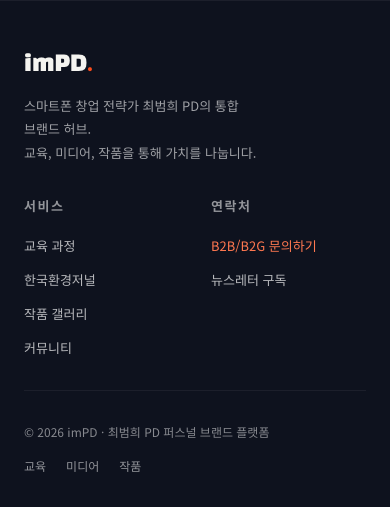 imPD.
스마트폰 창업 전략가 최범희 PD의 통합
브랜드 허브.
교육, 미디어, 작품을 통해 가치를 나눕니다.
서비스
교육 과정
한국환경저널
작품 갤러리
커뮤니티
연락처
B2B/B2G 문의하기
뉴스레터 구독
© 2026 imPD · 최범희 PD 퍼스널 브랜드 플랫폼
교육 미디어 작품